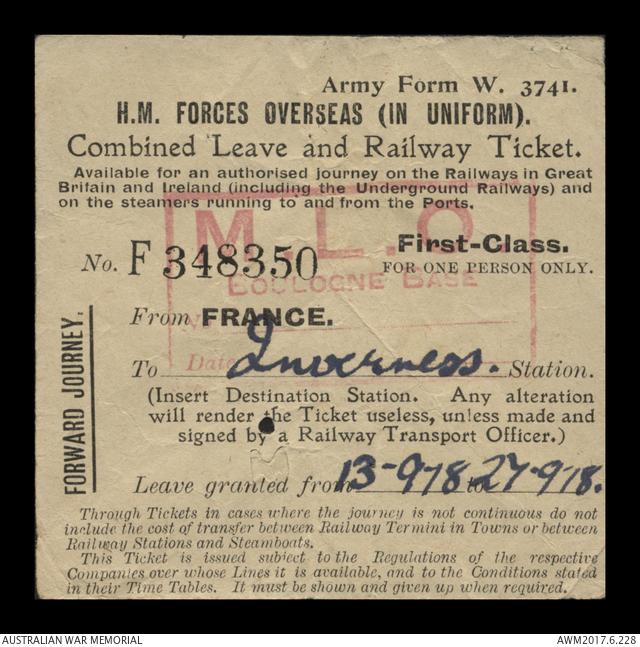 Army Form W. 3741.
H.M. FORCES OVERSEAS (IN UNIFORM).
Combined Leave and Railway Ticket.
Available for an authorised journey on the Railways in Great
Britain and Ireland (including the Underground Railways) and
on the steamers running to and from the Ports.
M.L.O.
BOULOGNE BASE
No. F 348350
First-Class.
FOR ONE PERSON ONLY.
From FRANCE.
Date
To Inverness. Station.
(Insert Destination Station. Any alteration
will render the Ticket useless, unless made and
signed by a Railway Transport Officer.)
FORWARD JOURNEY.
Leave granted from 13-9-18 to 27-9-18.
Through Tickets in cases where the journey is not continuous do not
include the cost of transfer between Railway Termini in Towns or between
Railway Stations and Steamboats.
This Ticket is issued subject to the Regulations of the respective
Companies over whose Lines it is available, and to the Conditions stated
in their Time Tables. It must be shown and given up when required.
AUSTRALIAN WAR MEMORIAL
AWM2017.6.228